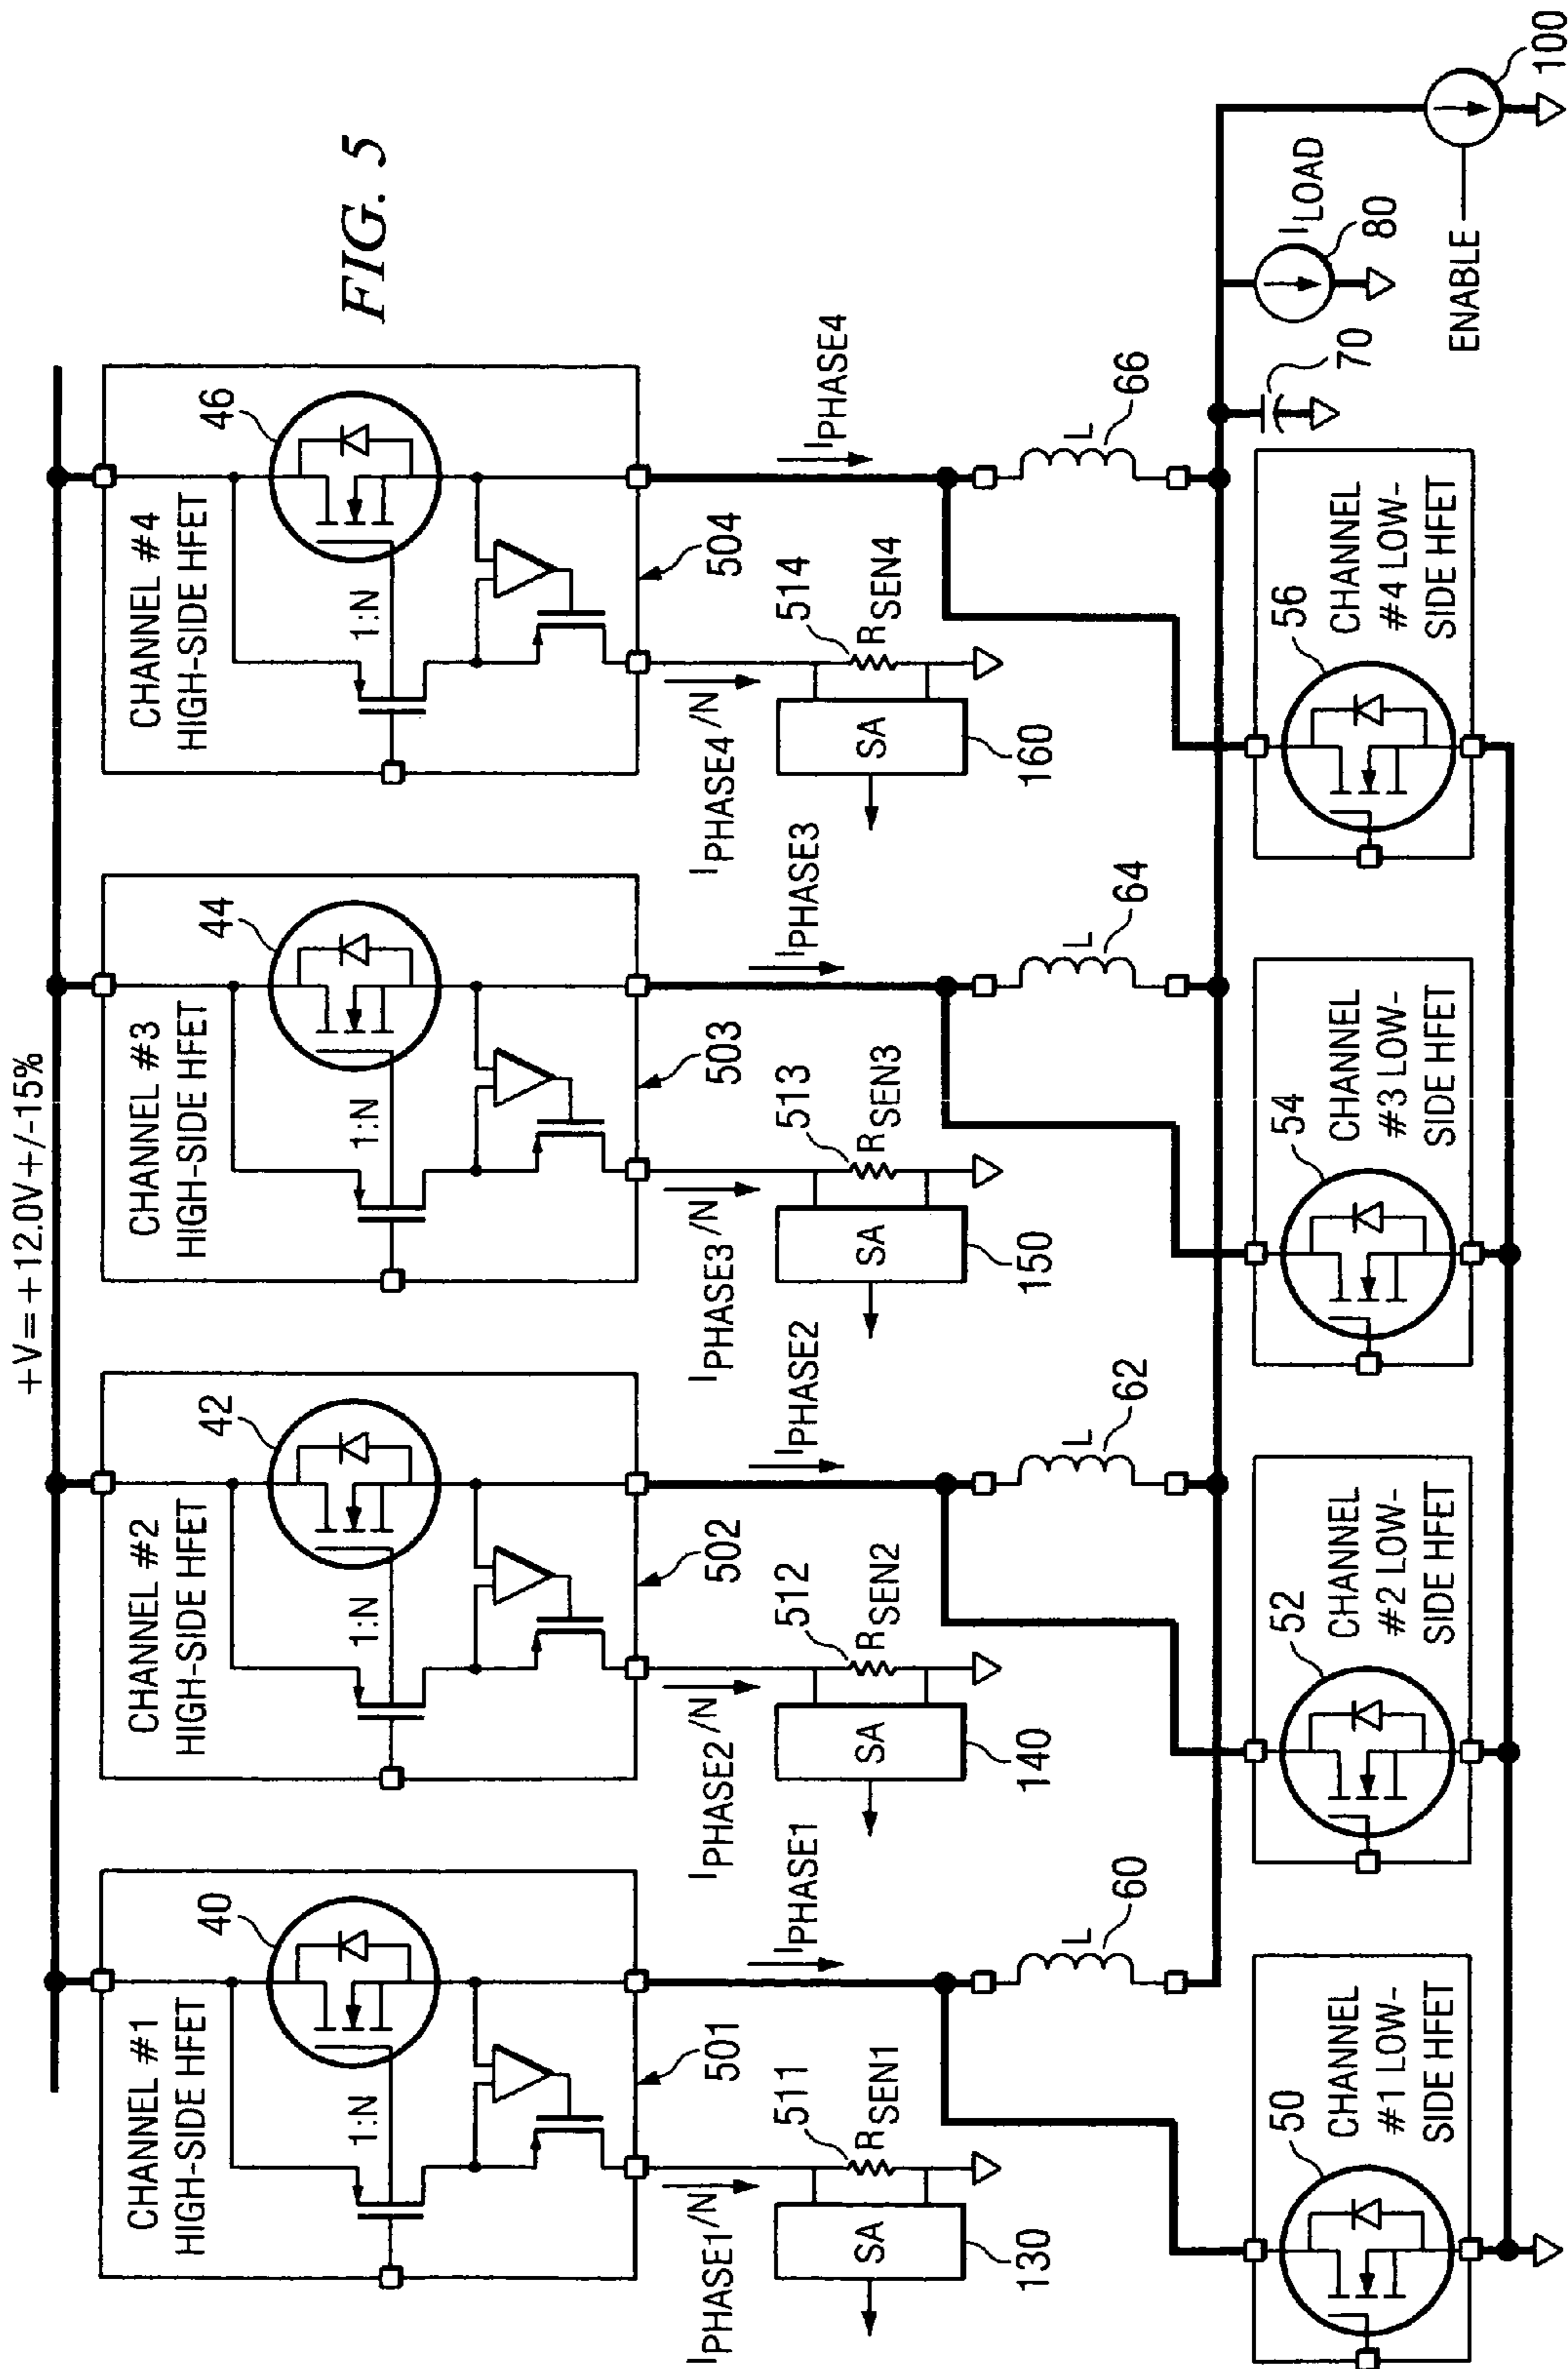 FIG. 5
+V=+12.0V+/-15%
CHANNEL #1
HIGH-SIDE HFET
40
1:N
501
IPHASE1/N
IPHASE1
511
RSEN1
SA
130
L
60
50
CHANNEL
#1 LOW-
SIDE HFET
CHANNEL #2
HIGH-SIDE HFET
42
1:N
502
IPHASE2/N
IPHASE2
512
RSEN2
SA
140
L
62
52
CHANNEL
#2 LOW-
SIDE HFET
CHANNEL #3
HIGH-SIDE HFET
44
1:N
503
IPHASE3/N
IPHASE3
513
RSEN3
SA
150
L
64
54
CHANNEL
#3 LOW-
SIDE HFET
CHANNEL #4
HIGH-SIDE HFET
46
1:N
504
IPHASE4/N
IPHASE4
514
RSEN4
SA
160
L
66
56
CHANNEL
#4 LOW-
SIDE HFET
70
ILOAD
80
ENABLE
100